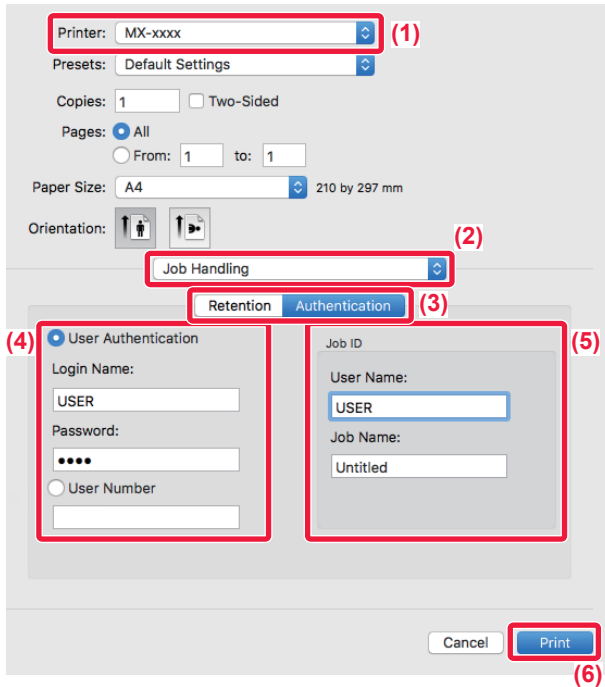 Printer: MX-xxxx (1)
Presets: Default Settings
Copies: 1 Two-Sided
Pages: All
From: 1 to: 1
Paper Size: A4 210 by 297 mm
Orientation:
(2)
Job Handling
Retention Authentication (3)
(4) User Authentication
Login Name:
USER
Password:
••••
User Number
Job ID (5)
User Name:
USER
Job Name:
Untitled
Cancel Print
(6)